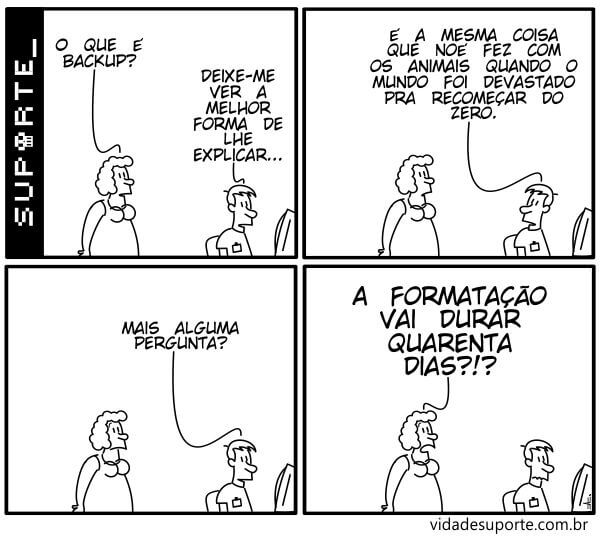 SUPORTE_
O QUE É
BACKUP?
DEIXE-ME
VER A
MELHOR
FORMA DE
LHE
EXPLICAR...
É A MESMA COISA
QUE NOÉ FEZ COM
OS ANIMAIS QUANDO O
MUNDO FOI DEVASTADO
PRA RECOMEÇAR DO
ZERO.
MAIS ALGUMA
PERGUNTA?
A FORMATAÇÃO
VAI DURAR
QUARENTA
DIAS?!?
vidadesuporte.com.br